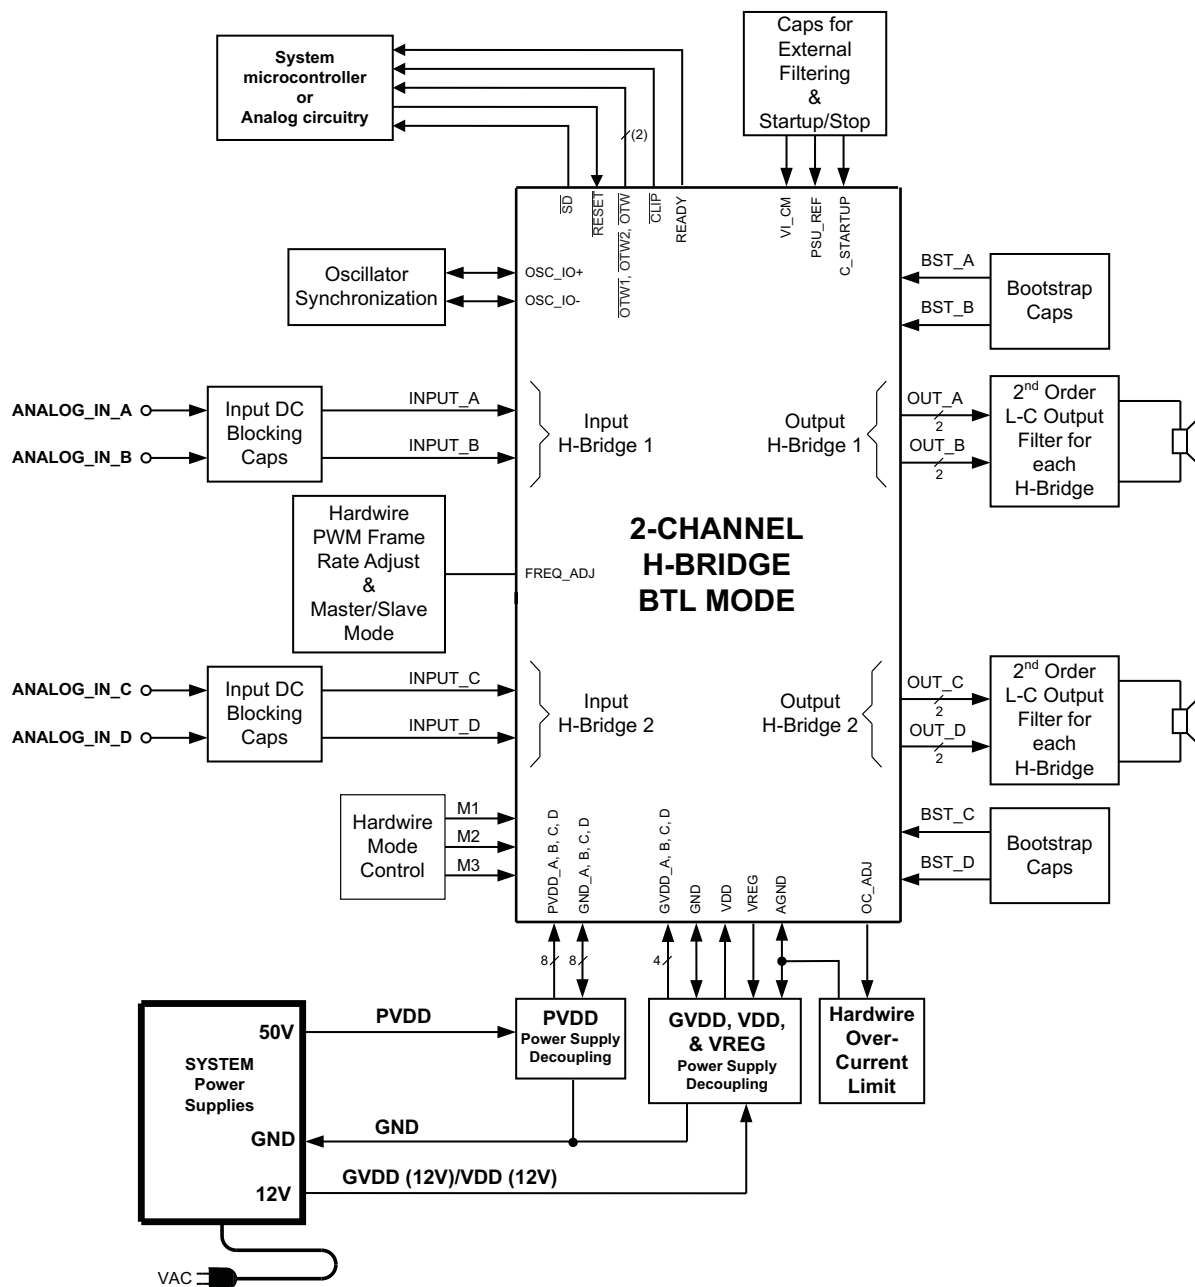 System
microcontroller
or
Analog circuitry
Caps for
External
Filtering
&
Startup/Stop
(2)
SD
RESET
OTW1, OTW2, OTW
CLIP
READY
VI_CM
PSU_REF
C_STARTUP
Oscillator
Synchronization
OSC_IO+
OSC_IO-
BST_A
BST_B
Bootstrap
Caps
ANALOG_IN_A
ANALOG_IN_B
Input DC
Blocking
Caps
INPUT_A
INPUT_B
Input
H-Bridge 1
Output
H-Bridge 1
OUT_A
2
OUT_B
2
2nd Order
L-C Output
Filter for
each
H-Bridge
Hardwire
PWM Frame
Rate Adjust
&
Master/Slave
Mode
FREQ_ADJ
2-CHANNEL
H-BRIDGE
BTL MODE
ANALOG_IN_C
ANALOG_IN_D
Input DC
Blocking
Caps
INPUT_C
INPUT_D
Input
H-Bridge 2
Output
H-Bridge 2
OUT_C
2
OUT_D
2
2nd Order
L-C Output
Filter for
each
H-Bridge
Hardwire
Mode
Control
M1
M2
M3
PVDD_A, B, C, D
GND_A, B, C, D
GVDD_A, B, C, D
GND
VDD
VREG
AGND
OC_ADJ
BST_C
BST_D
Bootstrap
Caps
8
8
4
50V
SYSTEM
Power
Supplies
GND
12V
PVDD
PVDD
Power Supply
Decoupling
GVDD, VDD,
& VREG
Power Supply
Decoupling
Hardwire
Over-
Current
Limit
GND
GVDD (12V)/VDD (12V)
VAC